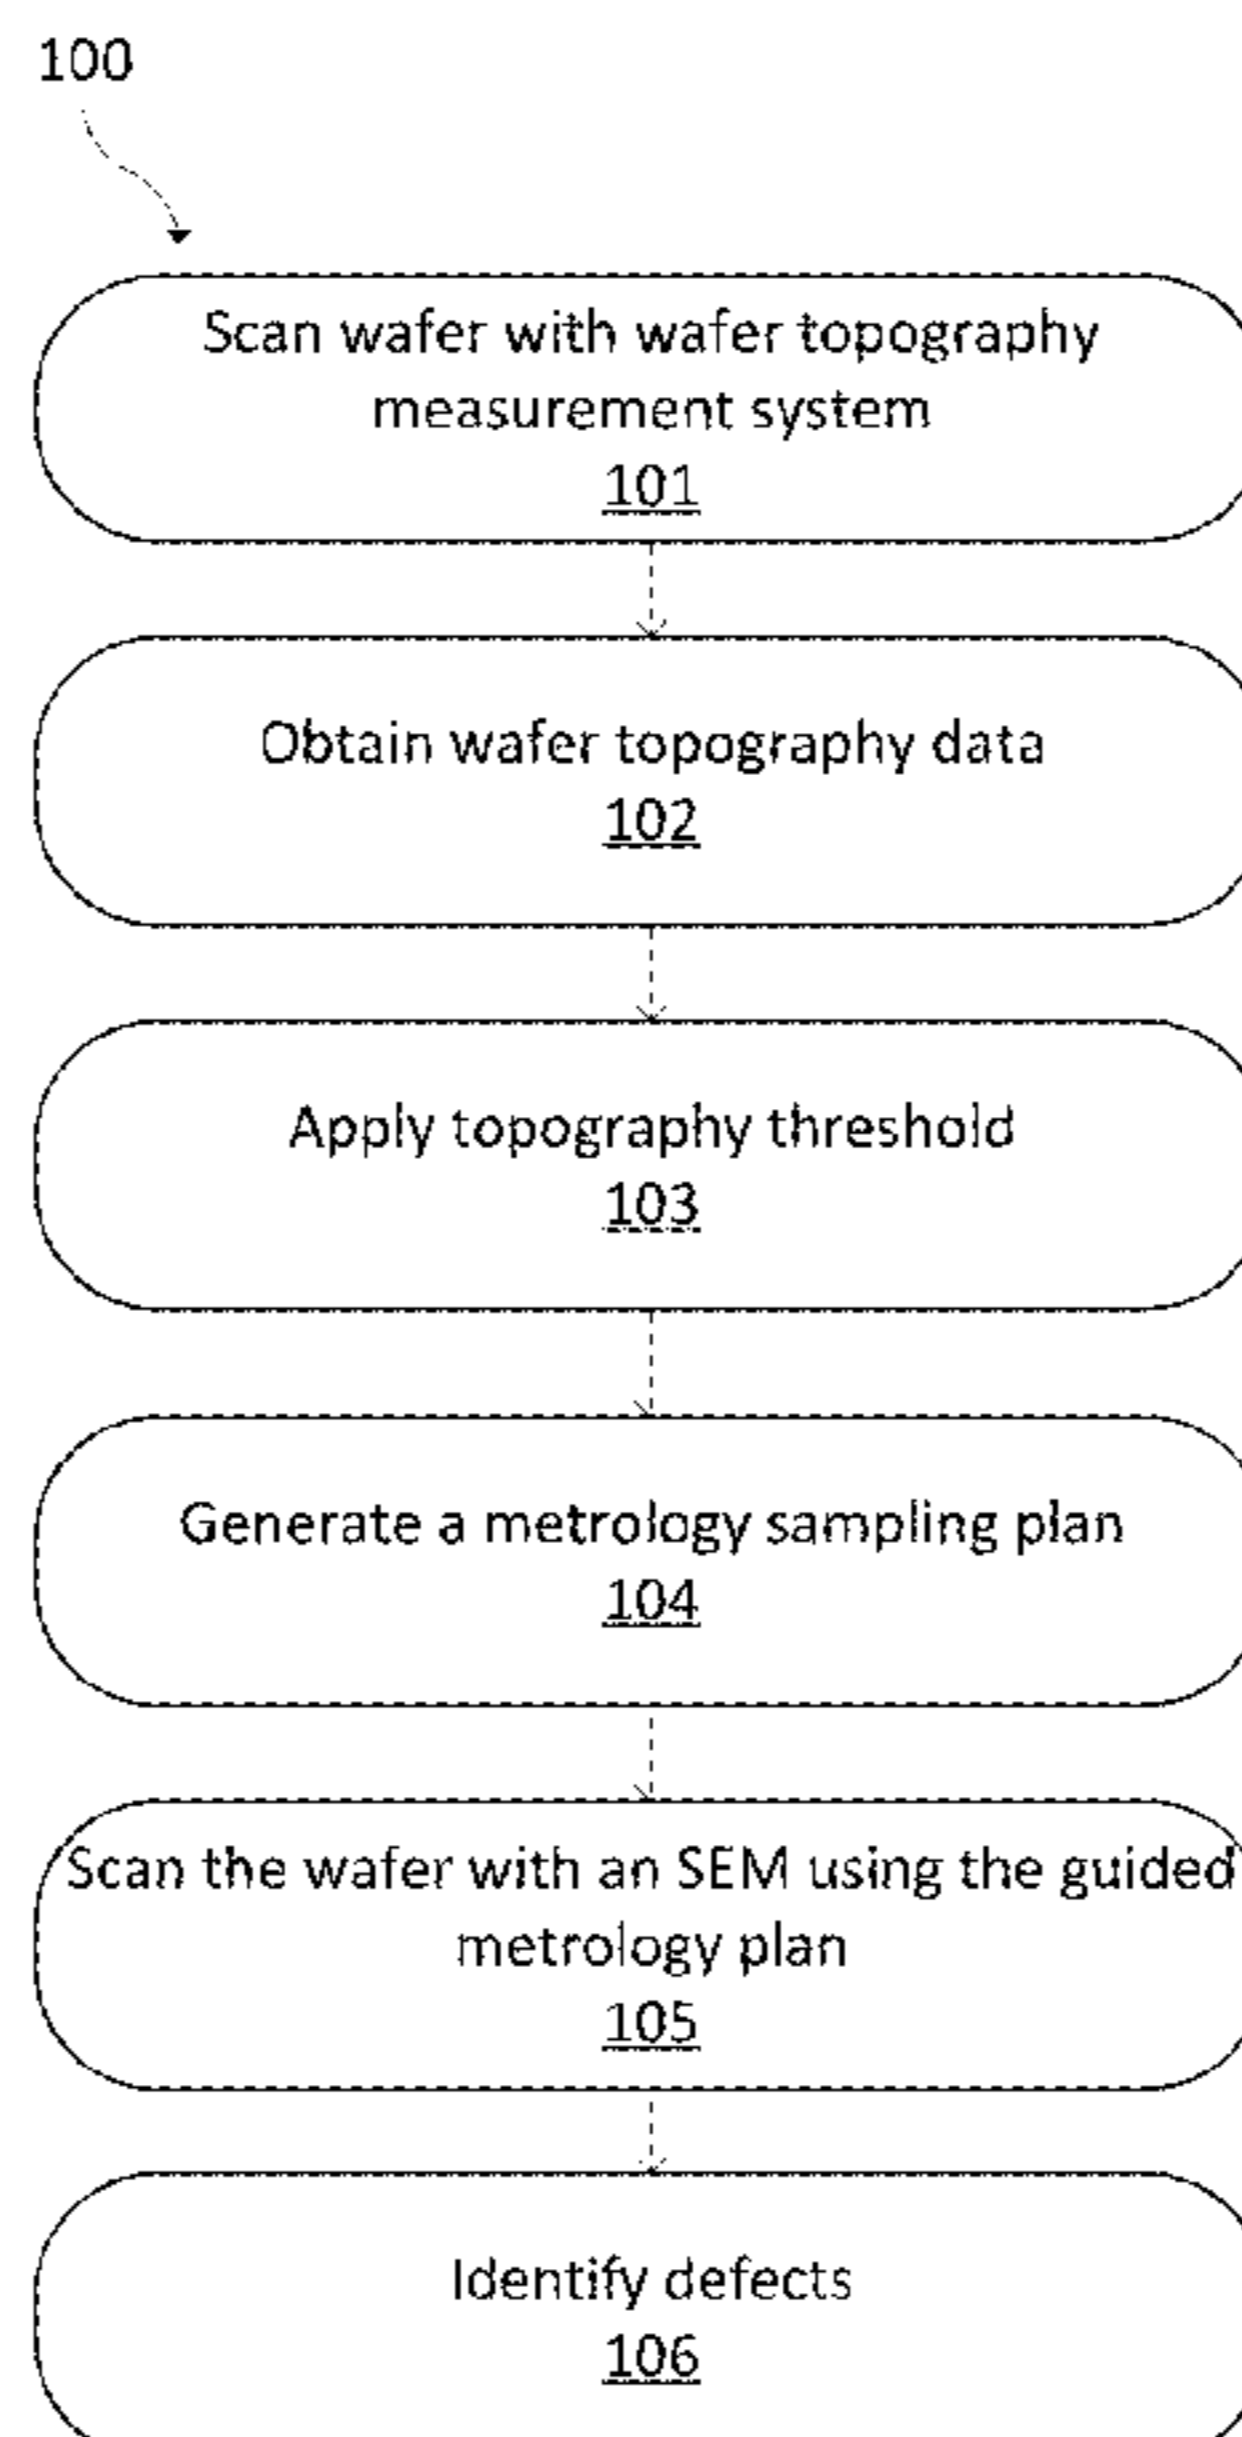 100
Scan wafer with wafer topography
measurement system
101
Obtain wafer topography data
102
Apply topography threshold
103
Generate a metrology sampling plan
104
Scan the wafer with an SEM using the guided
metrology plan
105
Identify defects
106